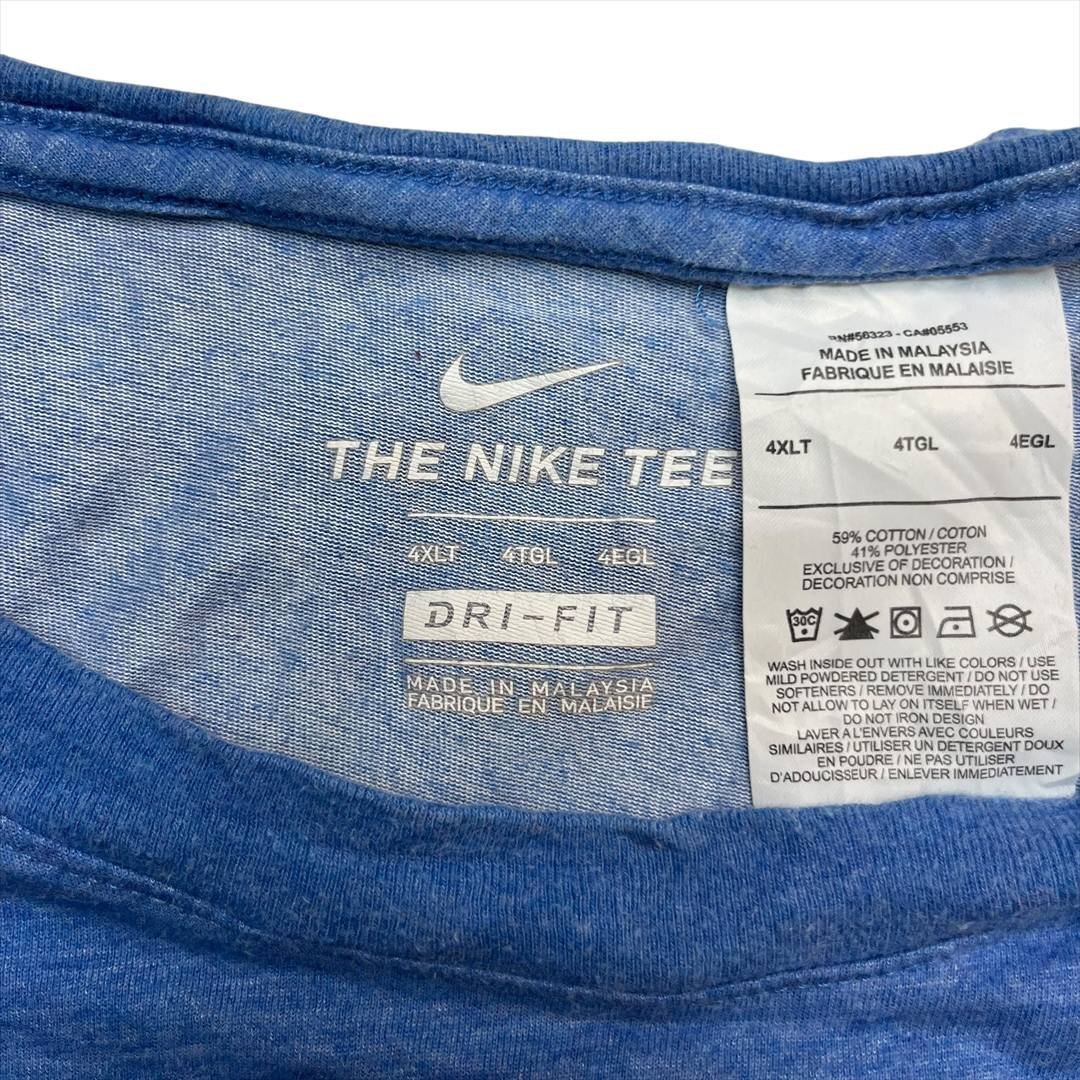 THE NIKE TEE
4XLT 4TGL 4EGL
DRI-FIT
MADE IN MALAYSIA
FABRIQUE EN MALAISIE
RN#56323 - CA#05553
MADE IN MALAYSIA
FABRIQUE EN MALAISIE
4XLT 4TGL 4EGL
59% COTTON / COTON
41% POLYESTER
EXCLUSIVE OF DECORATION /
DECORATION NON COMPRISE
30C
WASH INSIDE OUT WITH LIKE COLORS / USE
MILD POWDERED DETERGENT / DO NOT USE
SOFTENERS / REMOVE IMMEDIATELY / DO
NOT ALLOW TO LAY ON ITSELF WHEN WET /
DO NOT IRON DESIGN
LAVER A L'ENVERS AVEC COULEURS
SIMILAIRES / UTILISER UN DETERGENT DOUX
EN POUDRE / NE PAS UTILISER
D'ADOUCISSEUR / ENLEVER IMMEDIATEMENT